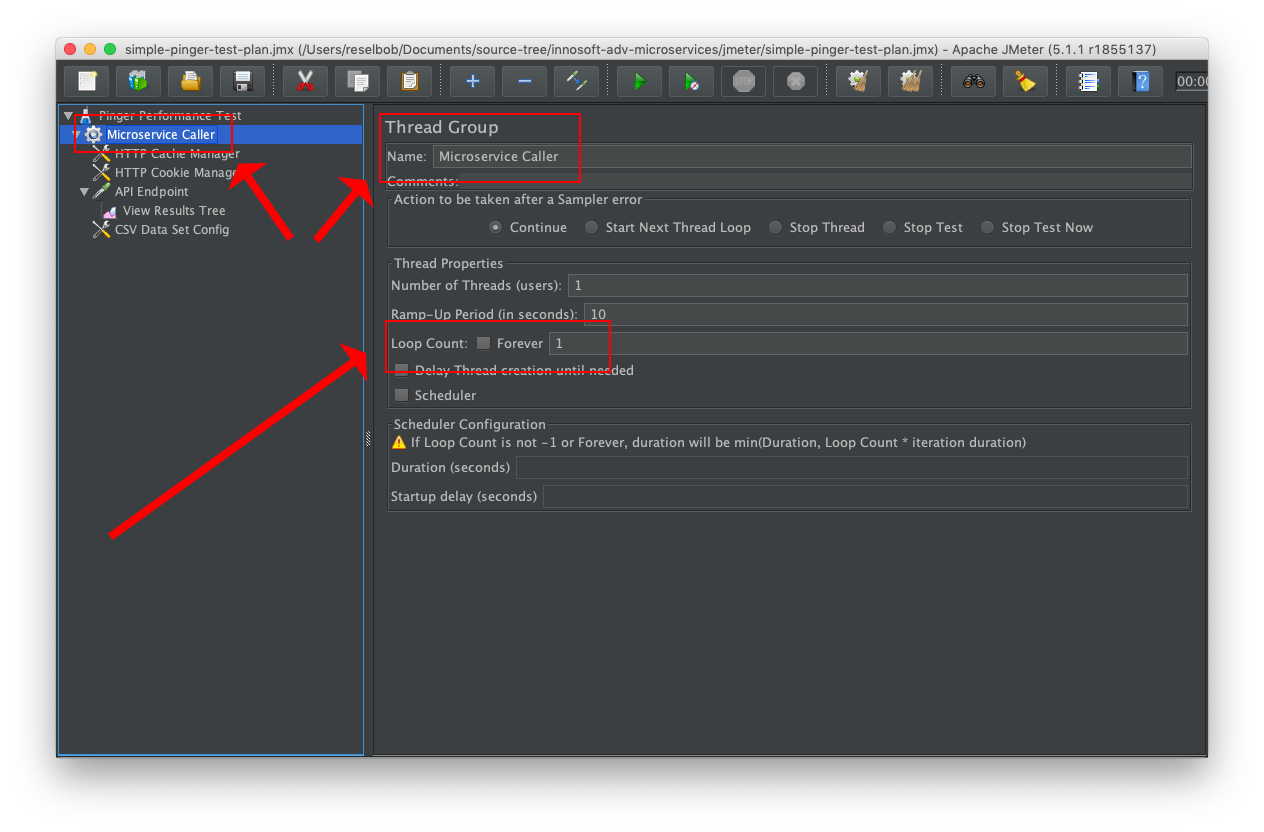 simple-pinger-test-plan.jmx (/Users/reselbob/Documents/source-tree/innosoft-adv-microservices/jmeter/simple-pinger-test-plan.jmx) - Apache JMeter (5.1.1 r1855137)
STOP
?
00:00
Pinger Performance Test
Microservice Caller
HTTP Cache Manager
HTTP Cookie Manage
API Endpoint
View Results Tree
CSV Data Set Config
Thread Group
Name: Microservice Caller
Comments:
Action to be taken after a Sampler error
Continue Start Next Thread Loop Stop Thread Stop Test Stop Test Now
Thread Properties
Number of Threads (users): 1
Ramp-Up Period (in seconds): 10
Loop Count: Forever 1
Delay Thread creation until needed
Scheduler
Scheduler Configuration
If Loop Count is not -1 or Forever, duration will be min(Duration, Loop Count * iteration duration)
Duration (seconds)
Startup delay (seconds)